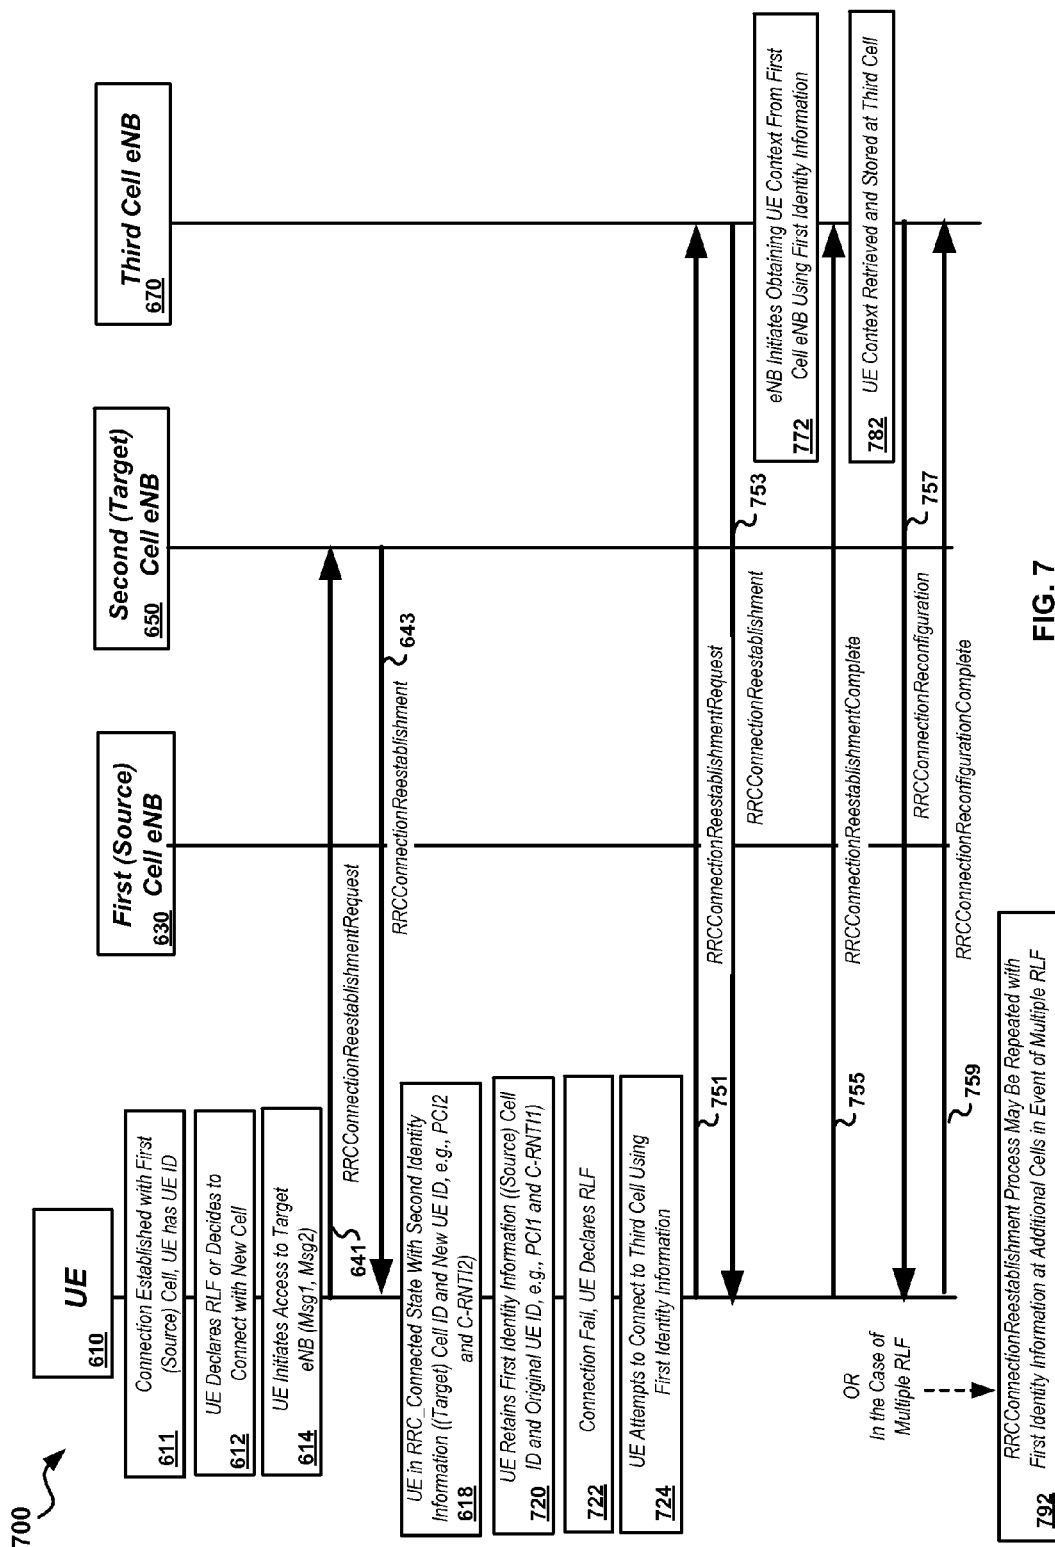 700
UE
610
First (Source)
Cell eNB
630
Second (Target)
Cell eNB
650
Third Cell eNB
670
Connection Established with First
(Source) Cell, UE has UE ID
611
UE Declares RLF or Decides to
Connect with New Cell
612
UE Initiates Access to Target
eNB (Msg1, Msg2)
614
641
RRCConnectionReestablishmentRequest
643
RRCConnectionReestablishment
UE in RRC_Connected State With Second Identity
Information ((Target) Cell ID and New UE ID, e.g., PCI2
and C-RNTI2)
618
UE Retains First Identity Information ((Source) Cell
ID and Original UE ID, e.g., PCI1 and C-RNTI1)
720
Connection Fail, UE Declares RLF
722
UE Attempts to Connect to Third Cell Using
First Identity Information
724
751
RRCConnectionReestablishmentRequest
753
RRCConnectionReestablishment
eNB Initiates Obtaining UE Context From First
Cell eNB Using First Identity Information
772
755
RRCConnectionReestablishmentComplete
UE Context Retrieved and Stored at Third Cell
782
757
RRCConnectionReconfiguration
759
RRCConnectionReconfigurationComplete
OR
In the Case of
Multiple RLF
RRCConnectionReestablishment Process May Be Repeated with
First Identity Information at Additional Cells in Event of Multiple RLF
792
FIG. 7